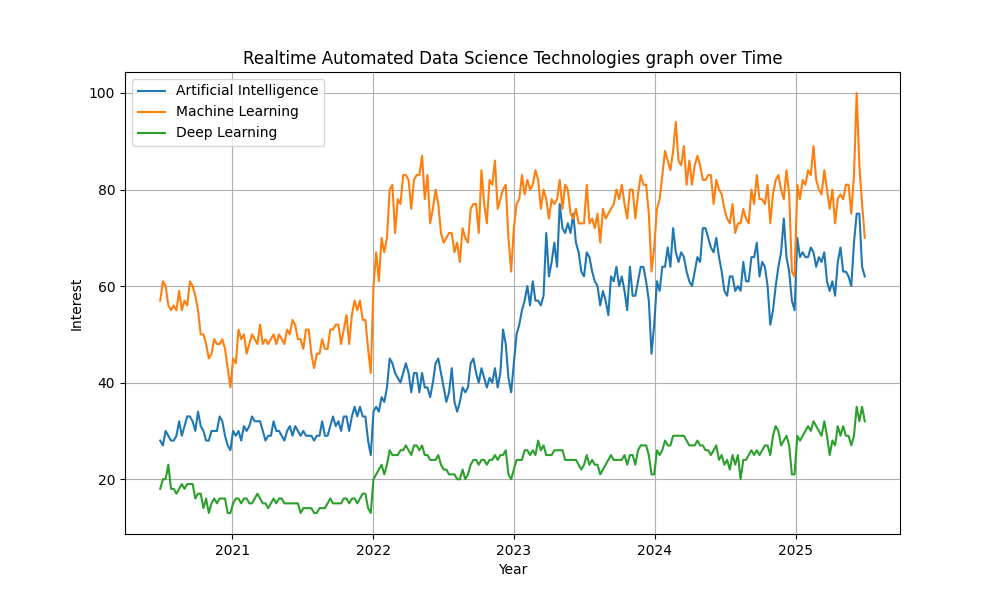 Realtime Automated Data Science Technologies graph over Time
Artificial Intelligence
Machine Learning
Deep Learning
100
80
60
40
20
Interest
2021 2022 2023 2024 2025
Year